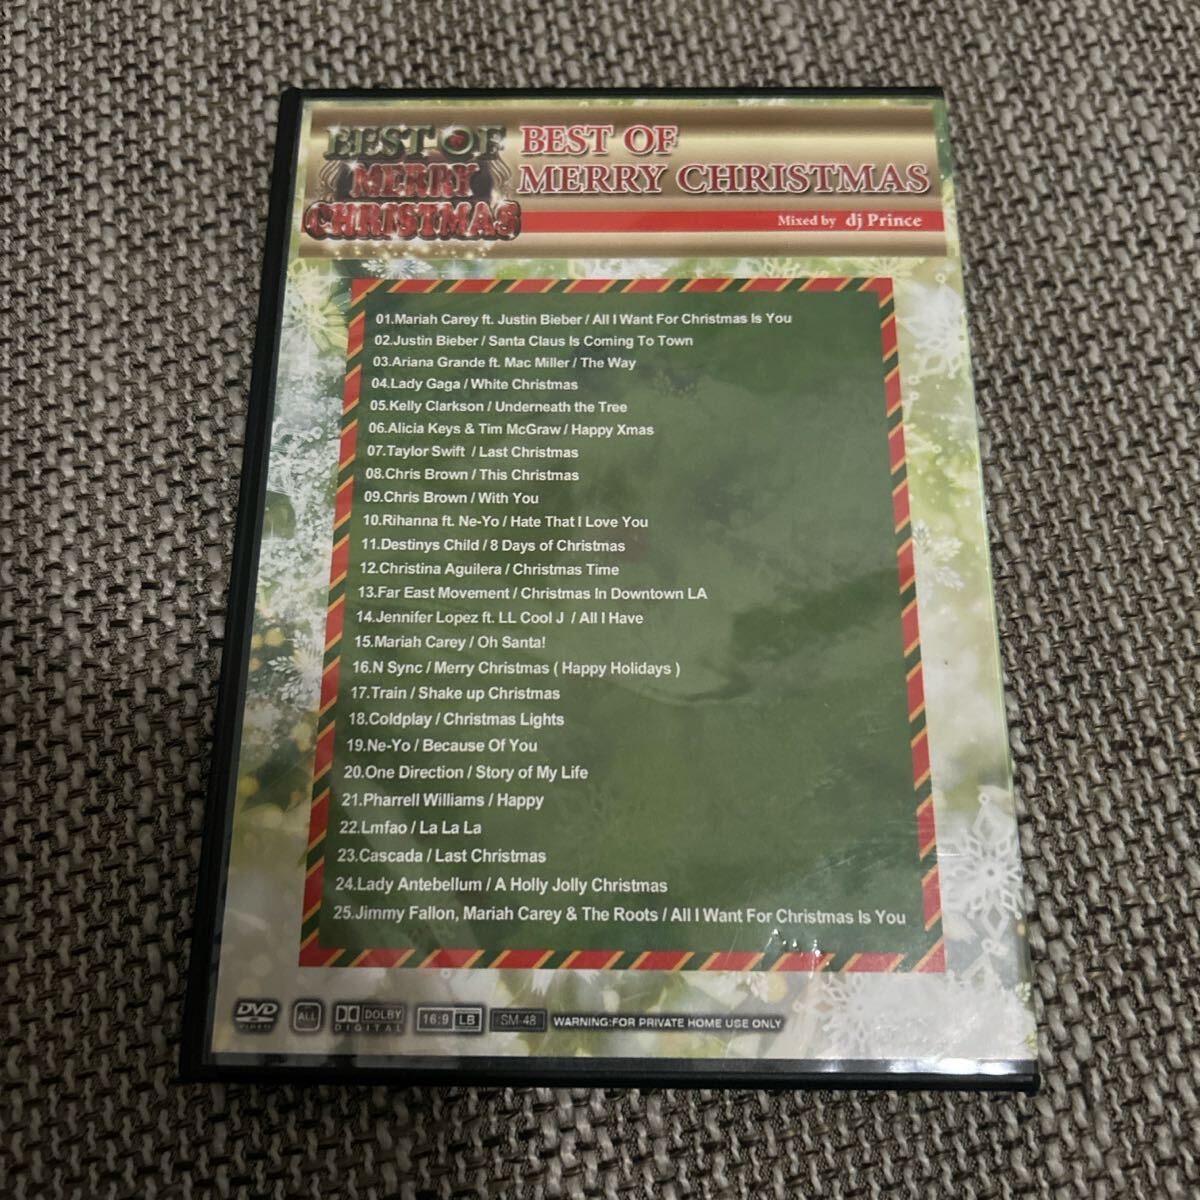 BEST OF
MERRY
CHRISTMAS
BEST OF
MERRY CHRISTMAS
Mixed by dj Prince
01.Mariah Carey ft. Justin Bieber / All I Want For Christmas Is You
02.Justin Bieber / Santa Claus Is Coming To Town
03.Ariana Grande ft. Mac Miller / The Way
04.Lady Gaga / White Christmas
05.Kelly Clarkson / Underneath the Tree
06.Alicia Keys & Tim McGraw / Happy Xmas
07.Taylor Swift / Last Christmas
08.Chris Brown / This Christmas
09.Chris Brown / With You
10.Rihanna ft. Ne-Yo / Hate That I Love You
11.Destinys Child / 8 Days of Christmas
12.Christina Aguilera / Christmas Time
13.Far East Movement / Christmas In Downtown LA
14.Jennifer Lopez ft. LL Cool J / All I Have
15.Mariah Carey / Oh Santa!
16.N Sync / Merry Christmas ( Happy Holidays )
17.Train / Shake up Christmas
18.Coldplay / Christmas Lights
19.Ne-Yo / Because Of You
20.One Direction / Story of My Life
21.Pharrell Williams / Happy
22.Lmfao / La La La
23.Cascada / Last Christmas
24.Lady Antebellum / A Holly Jolly Christmas
25.Jimmy Fallon, Mariah Carey & The Roots / All I Want For Christmas Is You
DVD VIDEO ALL DOLBY DIGITAL 16:9 LB SM-48 WARNING:FOR PRIVATE HOME USE ONLY